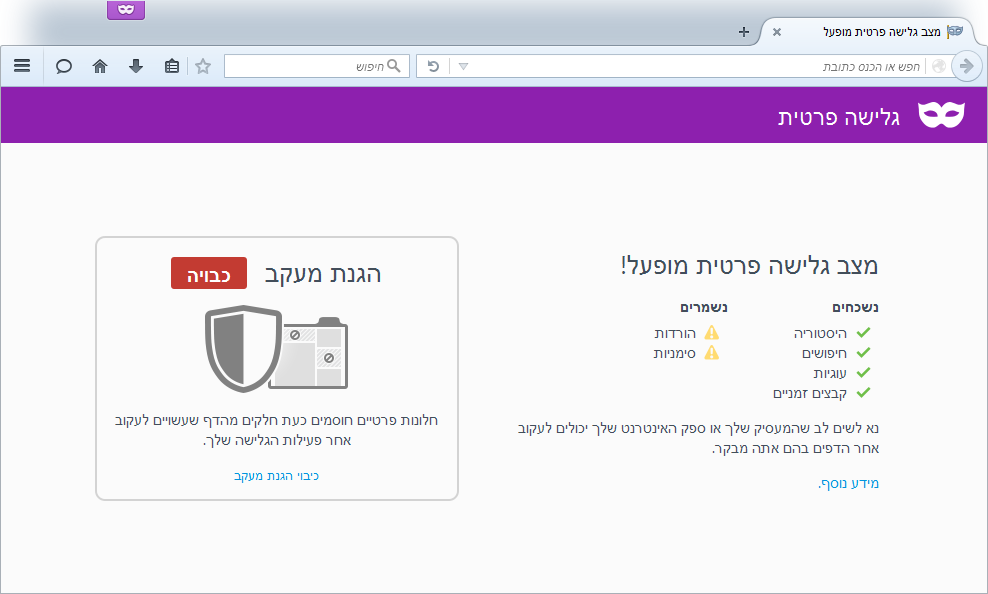 מצב גלישה פרטית מופעל
חפש או הכנס כתובת
חיפוש
גלישה פרטית
מצב גלישה פרטית מופעל!
נשכחים
היסטוריה
חיפושים
עוגיות
קבצים זמניים
נשמרים
הורדות
סימניות
נא לשים לב שהמעסיק שלך או ספק האינטרנט שלך יכולים לעקוב
אחר הדפים בהם אתה מבקר.
מידע נוסף.
הגנת מעקב
כבויה
חלונות פרטיים חוסמים כעת חלקים מהדף שעשויים לעקוב
אחר פעילות הגלישה שלך.
כיבוי הגנת מעקב